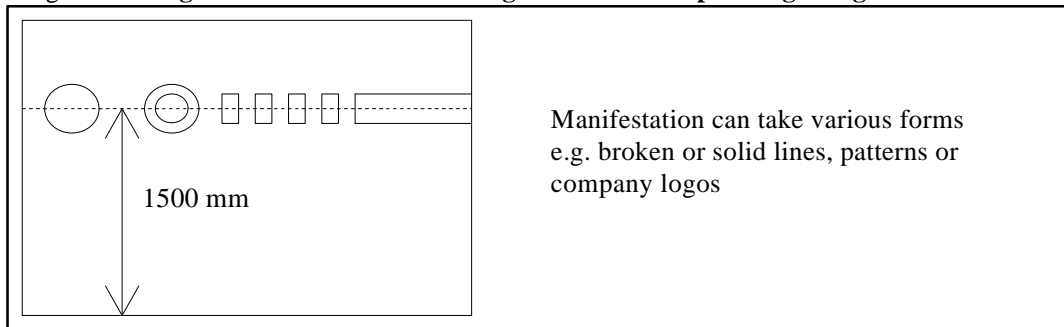 Manifestation can take various forms
e.g. broken or solid lines, patterns or
company logos
1500 mm